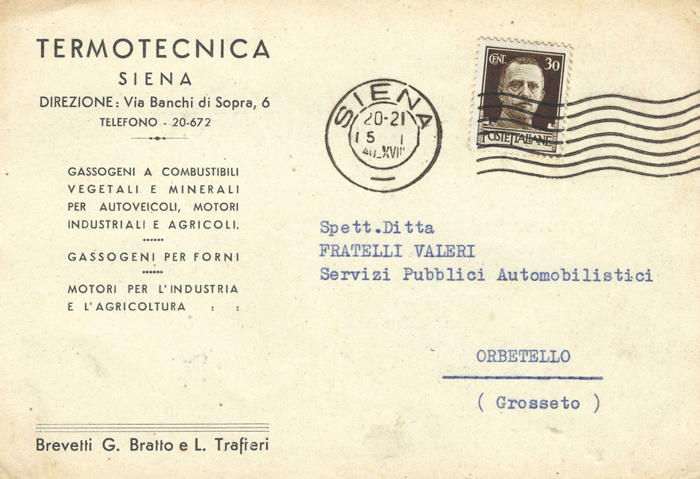 TERMOTECNICA
SIENA
DIREZIONE: Via Banchi di Sopra, 6
TELEFONO - 20-672
GASSOGENI A COMBUSTIBILI
VEGETALI E MINERALI
PER AUTOVEICOLI, MOTORI
INDUSTRIALI E AGRICOLI.
GASSOGENI PER FORNI
MOTORI PER L'INDUSTRIA
E L'AGRICOLTURA : :
Brevetti G. Bratto e L. Trafieri
SIENA
20-21
15 1
40_XVIII
CENT. 30
POSTE ITALIANE
Spett.Ditta
FRATELLI VALERI
Servizi Pubblici Automobilistici
ORBETELLO
( Grosseto )